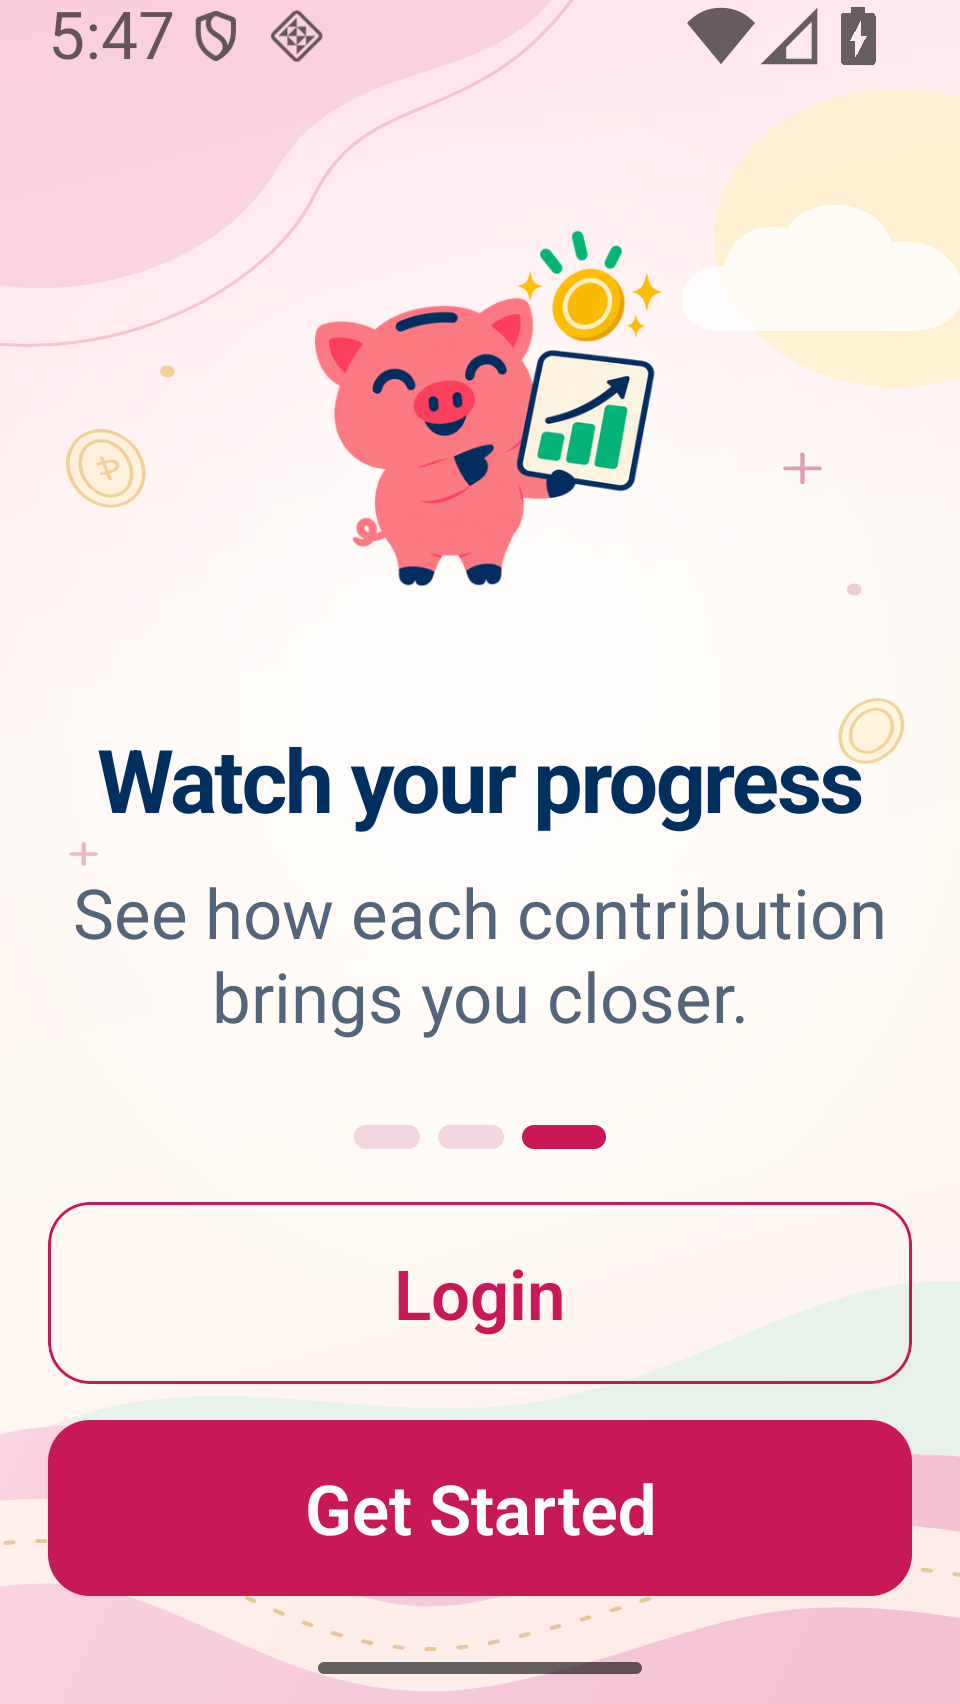 5:47
Watch your progress
See how each contribution
brings you closer.
Login
Get Started